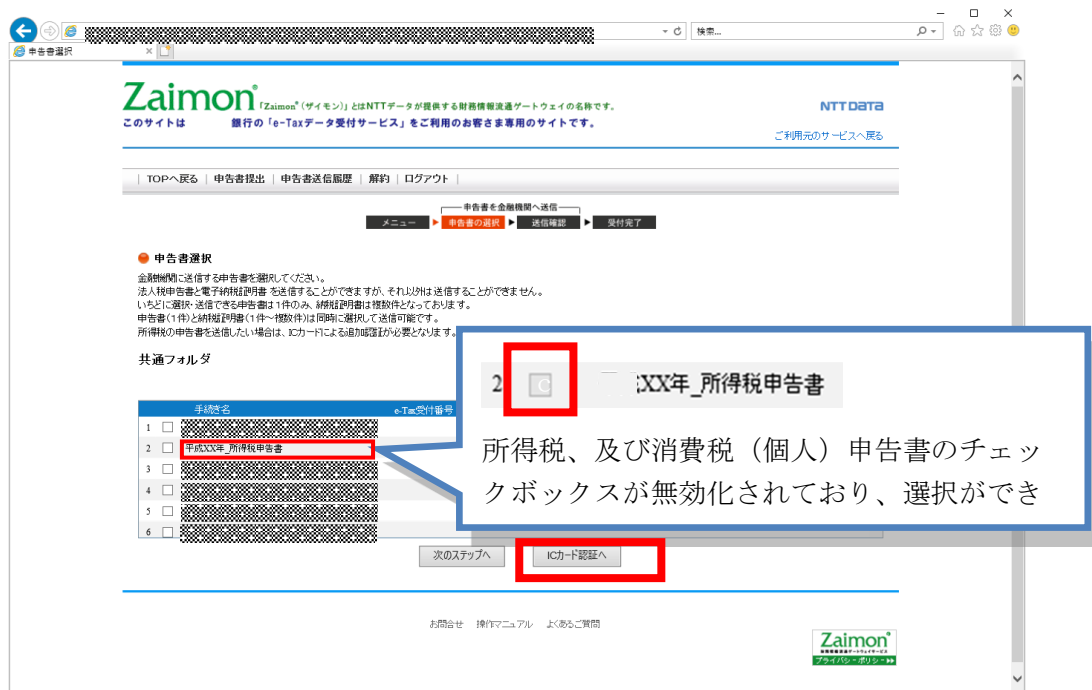 検索...
申告書選択
Zaimon®
「Zaimon®(ザイモン)」とはNTTデータが提供する財務情報流通ゲートウェイの名称です。
NTT DATA
このサイトは 銀行の「e-Taxデータ受付サービス」をご利用のお客さま専用のサイトです。
ご利用元のサービスへ戻る
| TOPへ戻る | 申告書提出 | 申告書送信履歴 | 解約 | ログアウト |
申告書を金融機関へ送信
メニュー 申告書の選択 送信確認 受付完了
申告書選択
金融機関に送信する申告書を選択してください。
法人税申告書と電子納税証明書 を送信することができますが、それ以外は送信することができません。
いちどに選択・送信できる申告書は1件のみ、納税証明書は複数件となっております。
申告書(1件)と納税証明書(1件~複数件)は同時に選択して送信可能です。
所得税の申告書を送信したい場合は、ICカードによる追加認証が必要となります。
共通フォルダ
2 C XX年_所得税申告書
所得税、及び消費税（個人）申告書のチェッ
クボックスが無効化されており、選択ができ
手続き名 e-Tax受付番号
1
2 平成XX年_所得税申告書
3
4
5
6
次のステップへ ICカード認証へ
お問合せ 操作マニュアル よくあるご質問
Zaimon®
プライバシーポリシー